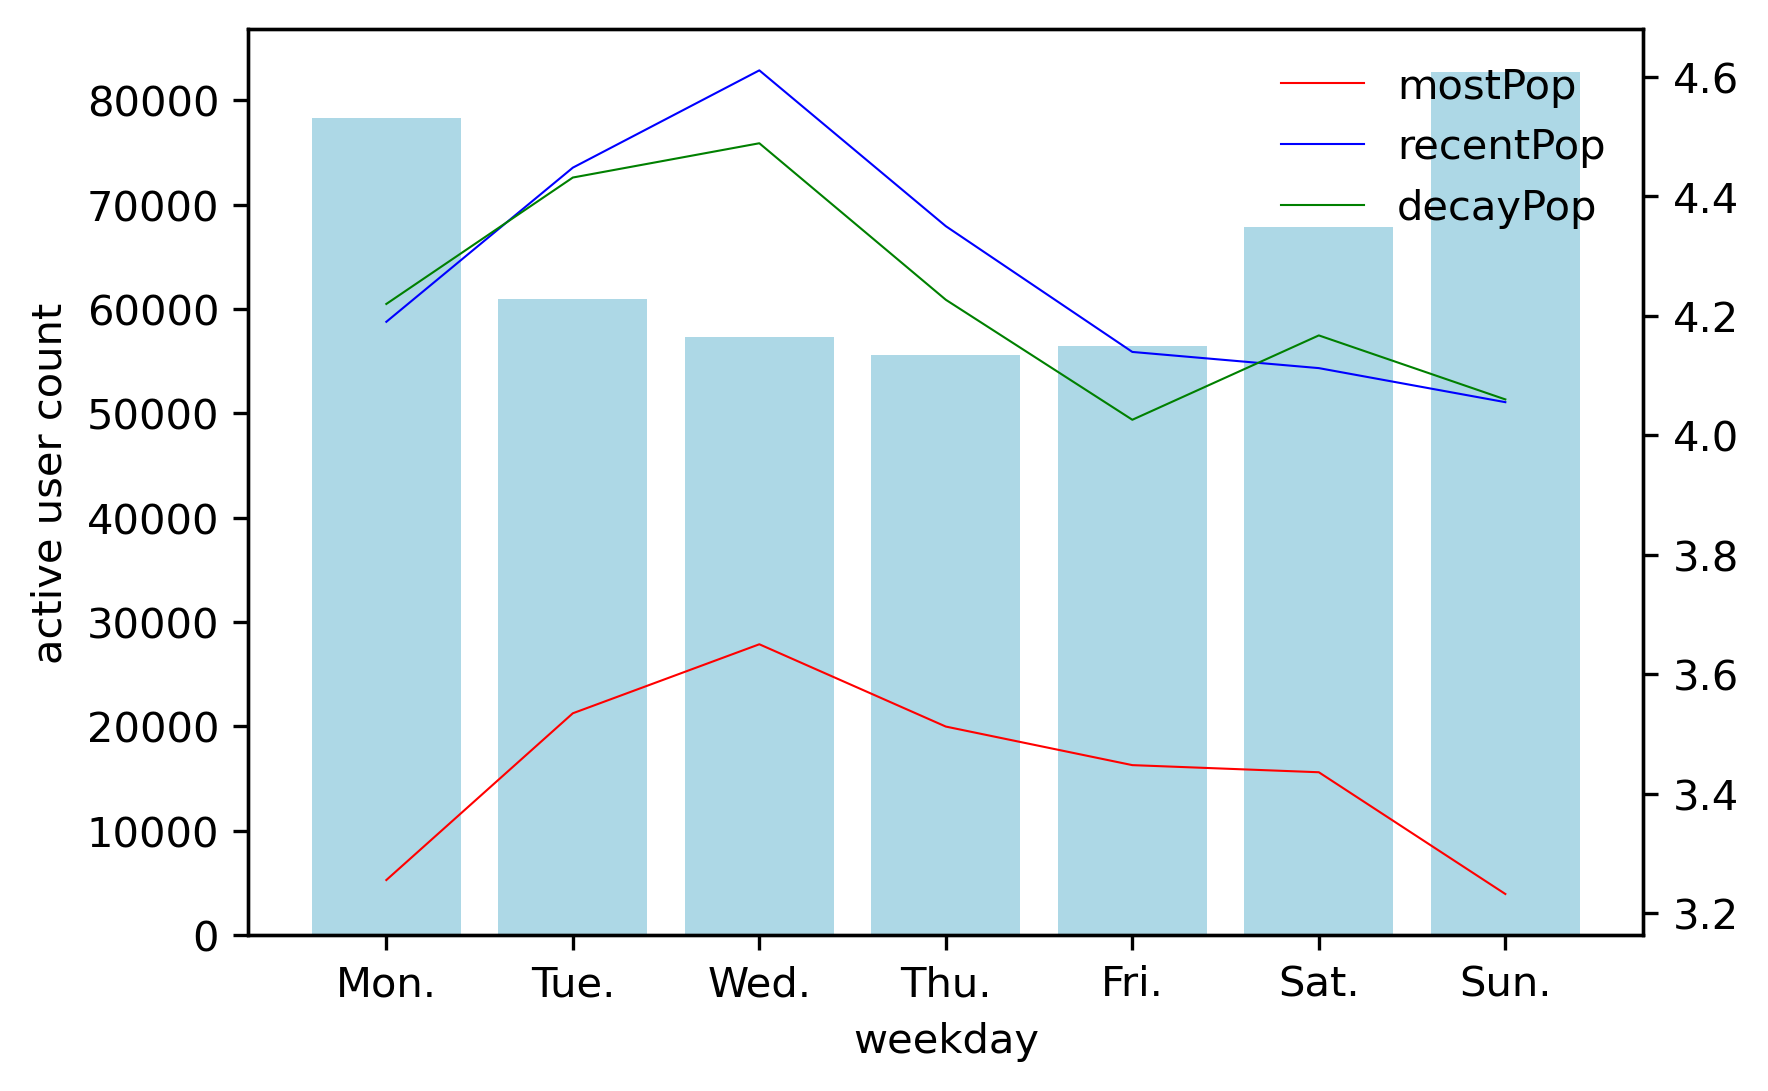 mostPop
recentPop
decayPop
80000
70000
60000
50000
40000
30000
20000
10000
0
active user count
4.6
4.4
4.2
4.0
3.8
3.6
3.4
3.2
Mon. Tue. Wed. Thu. Fri. Sat. Sun.
weekday